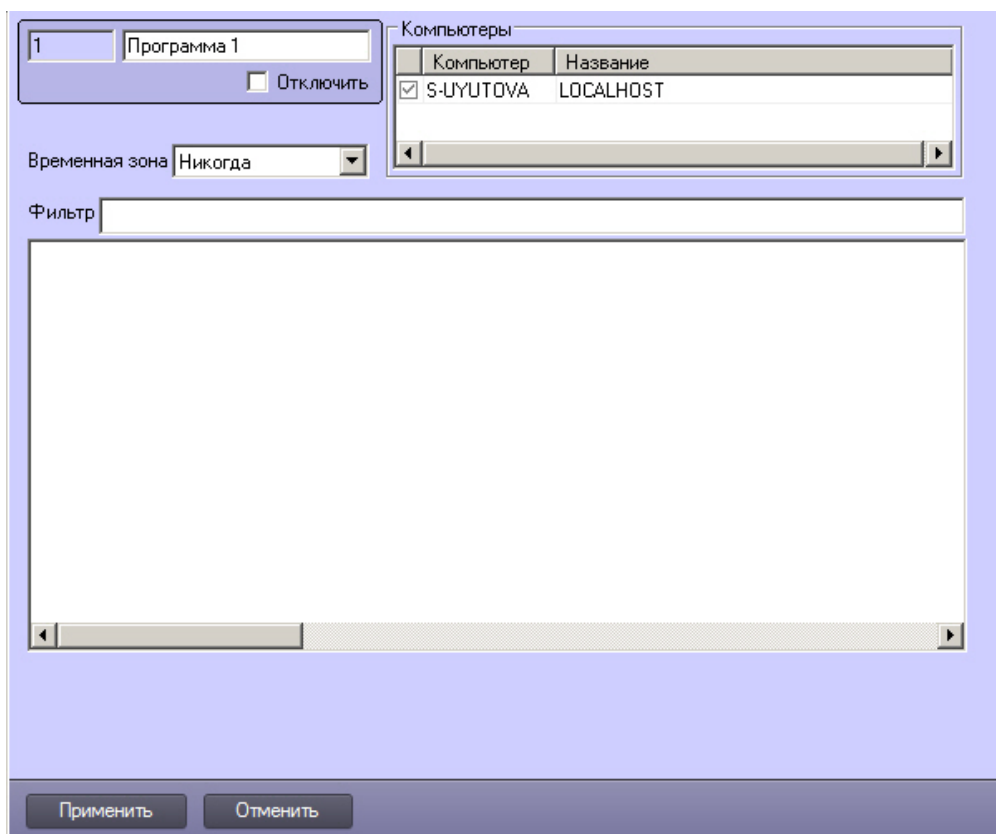 1
Программа 1
Отключить
Компьютеры
Компьютер Название
S-UYUTOVA LOCALHOST
Временная зона Никогда
Фильтр
Применить Отменить